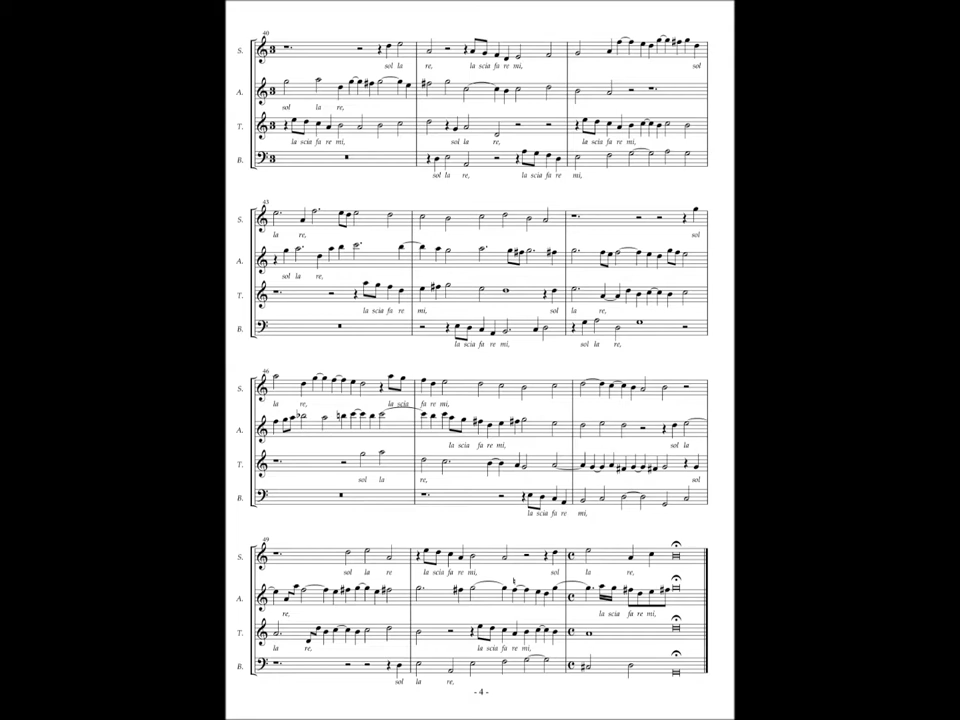 40
S.
sol la re, la scia fa re mi, sol
A.
sol la re,
T.
la scia fa re mi, sol la re, la scia fa re mi,
B.
sol la re, la scia fa re mi,
43
S.
la re, sol
A.
sol la re,
T.
la scia fa re mi, sol la re,
B.
la scia fa re mi, sol la re,
46
S.
la re, la scia fa re mi,
A.
la scia fa re mi, sol la
T.
sol la re, sol
B.
la scia fa re mi,
49
S.
sol la re la scia fa re mi, sol la re,
A.
re, la scia fa re mi,
T.
la re, la scia fa re mi,
B.
sol la re,
- 4 -